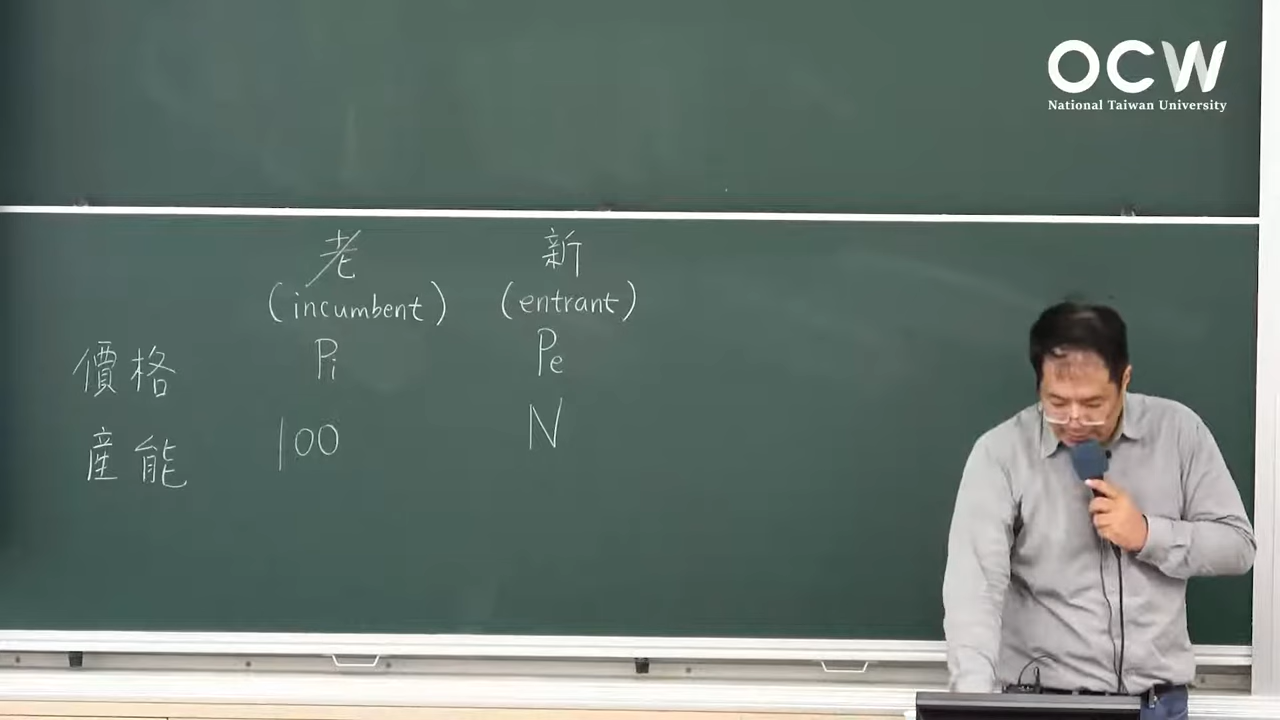 OCW
National Taiwan University
老 新
(incumbent) (entrant)
價格 Pi Pe
產能 100 N